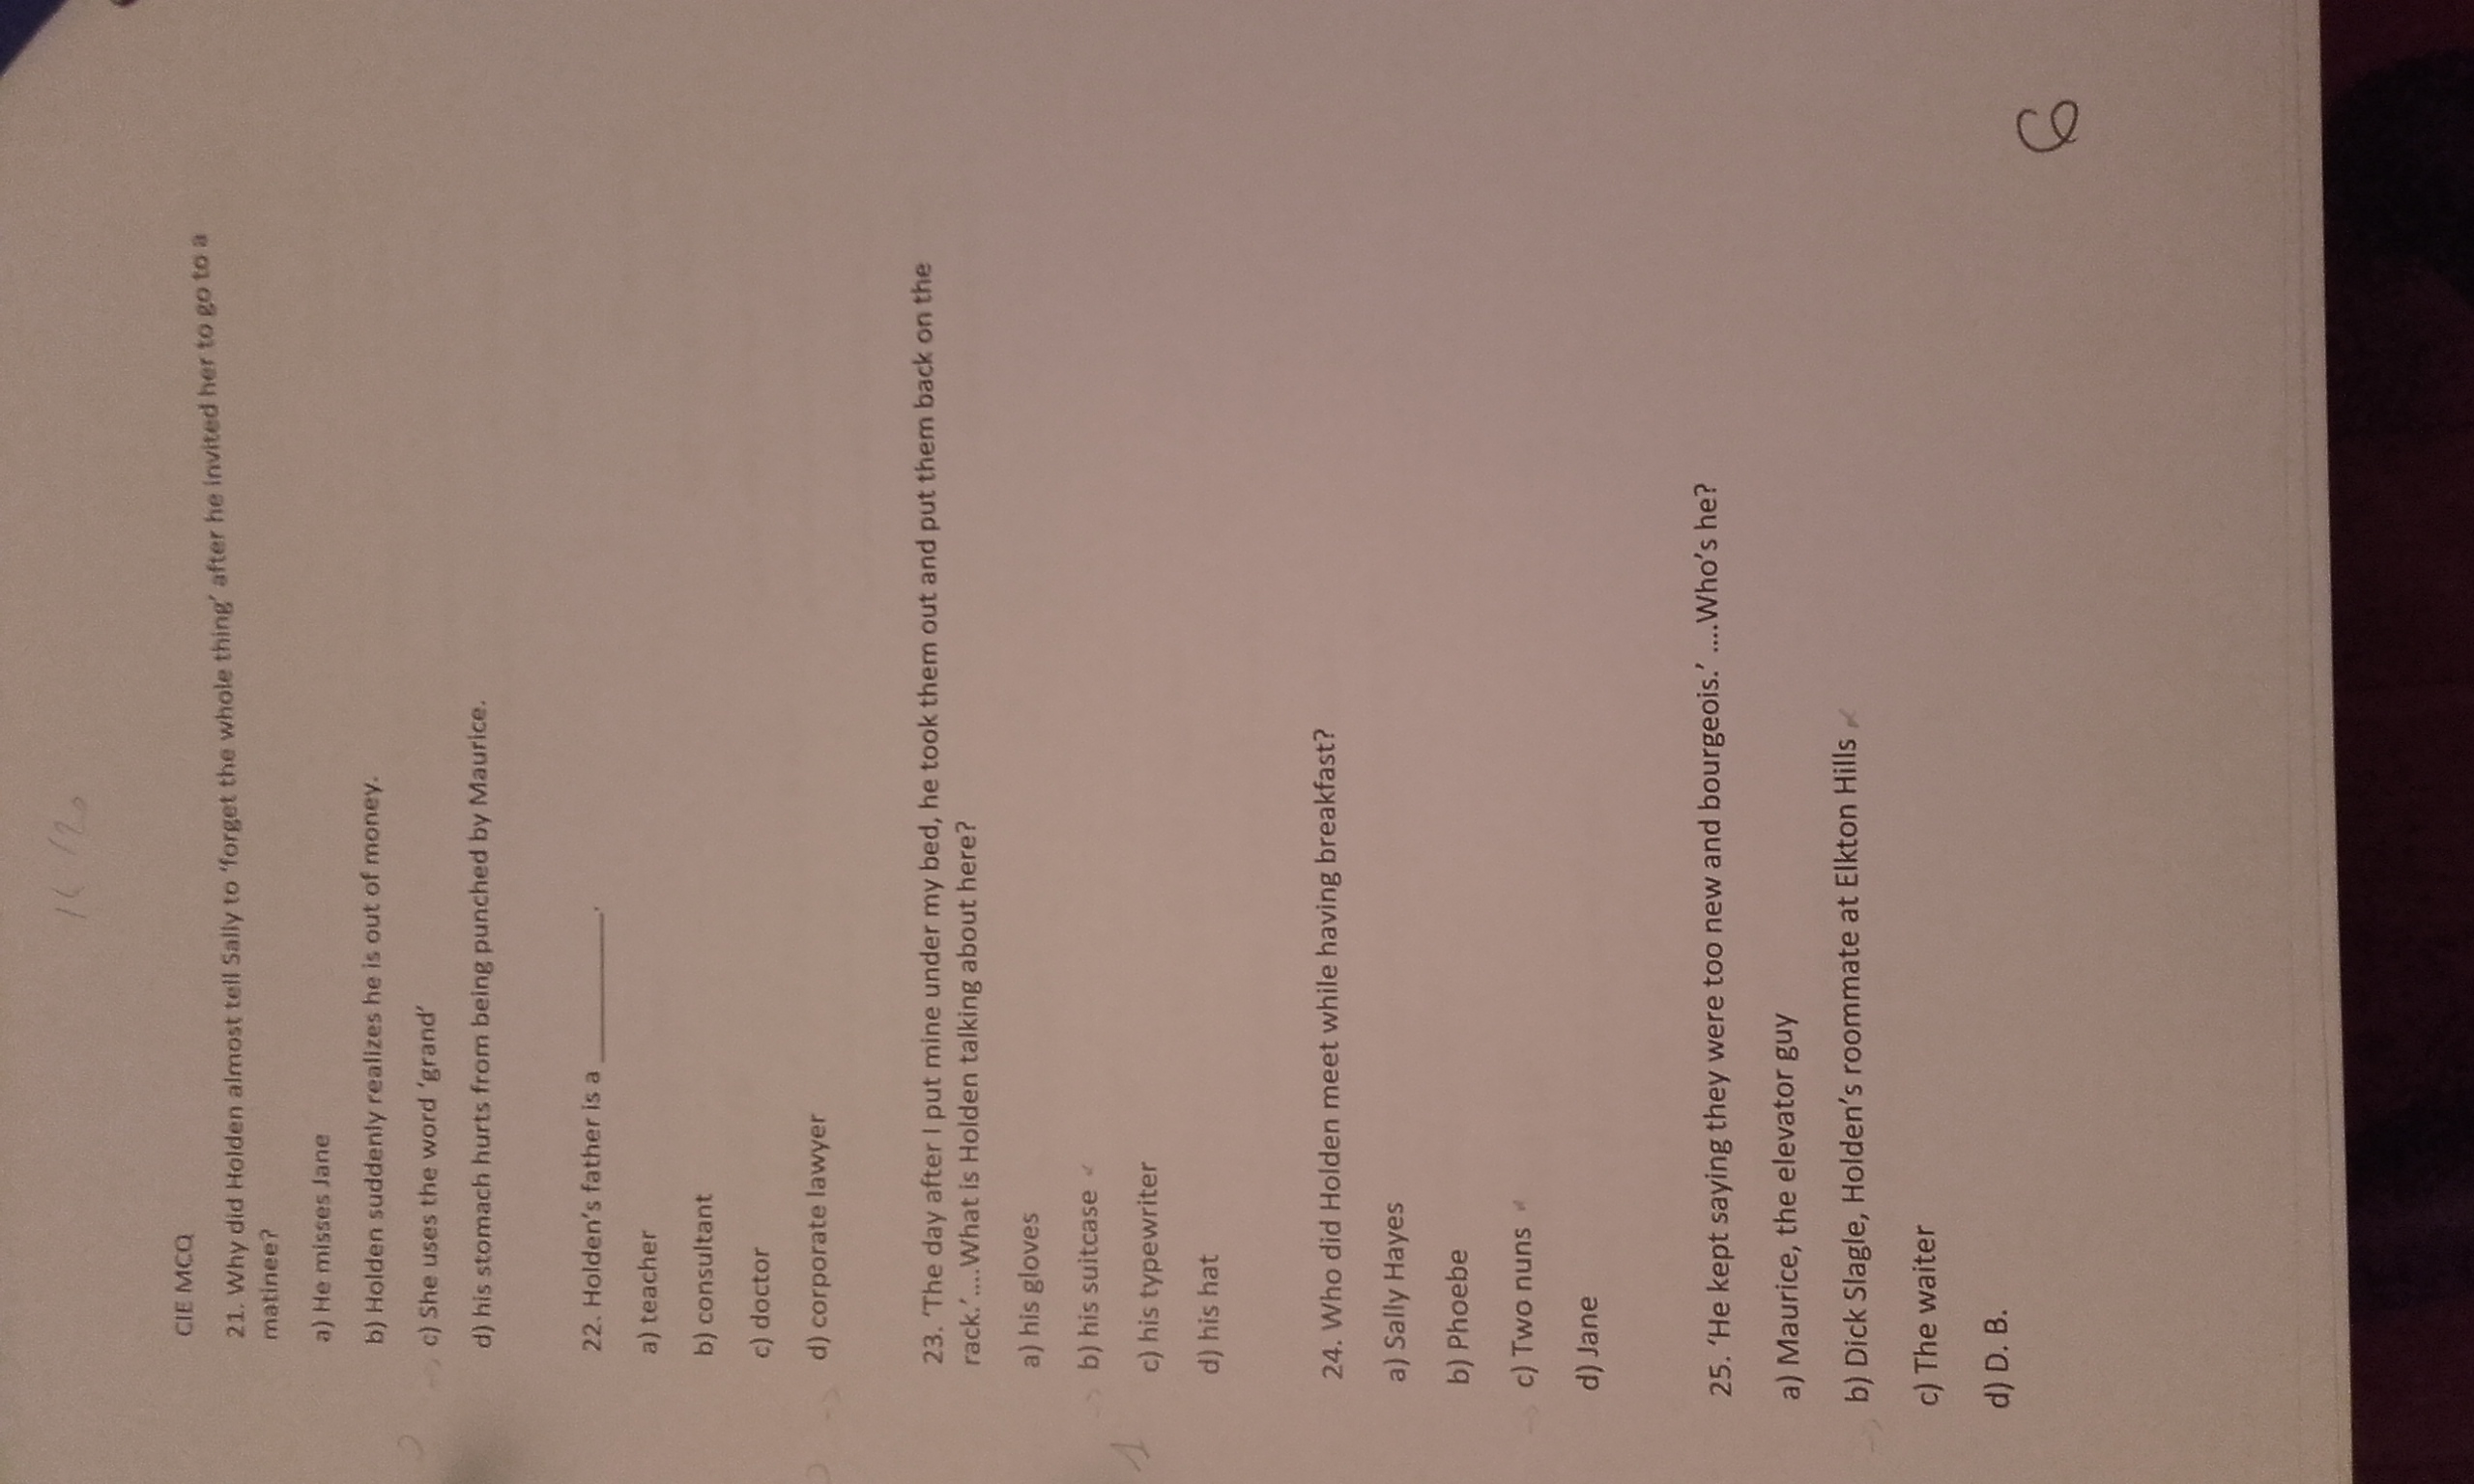 CIE MCQ
21. Why did Holden almost tell Sally to ‘forget the whole thing’ after he invited her to go to a
matinee?
a) He misses Jane
b) Holden suddenly realizes he is out of money.
c) She uses the word ‘grand’
d) his stomach hurts from being punched by Maurice.
22. Holden’s father is a __________.
a) teacher
b) consultant
c) doctor
d) corporate lawyer
23. ‘The day after I put mine under my bed, he took them out and put them back on the
rack.’....What is Holden talking about here?
a) his gloves
b) his suitcase
c) his typewriter
d) his hat
1
24. Who did Holden meet while having breakfast?
a) Sally Hayes
b) Phoebe
c) Two nuns
d) Jane
25. ‘He kept saying they were too new and bourgeois.’ ....Who’s he?
a) Maurice, the elevator guy
b) Dick Slagle, Holden’s roommate at Elkton Hills
c) The waiter
d) D. B.
6